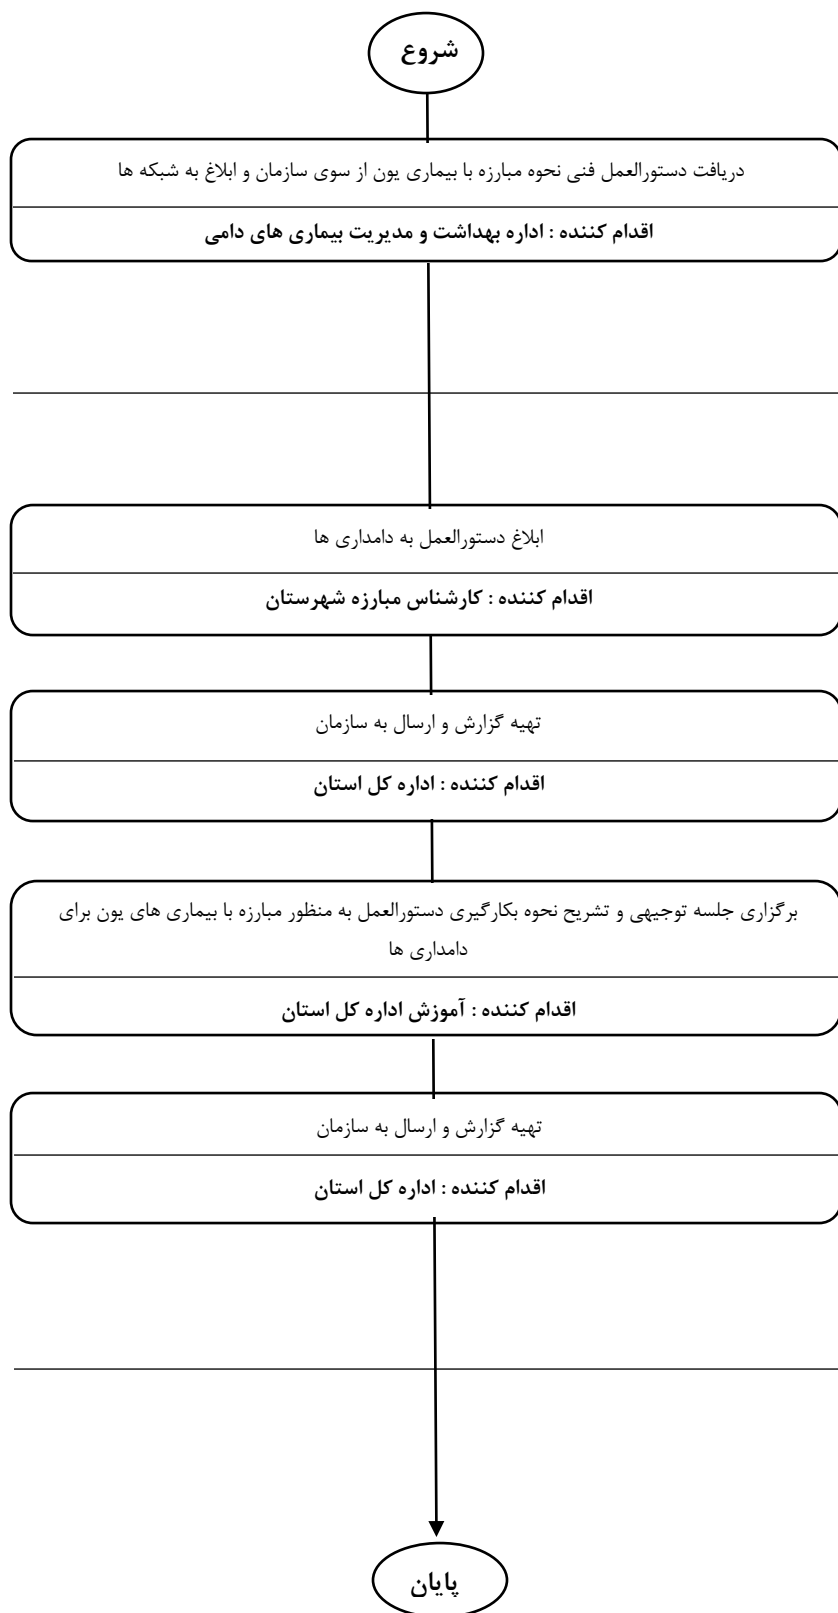 شروع
دریافت دستورالعمل فنی نحوه مبارزه با بیماری یون از سوی سازمان و ابلاغ به شبکه ها
اقدام کننده : اداره بهداشت و مدیریت بیماری های دامی
ابلاغ دستورالعمل به دامداری ها
اقدام کننده : کارشناس مبارزه شهرستان
تهیه گزارش و ارسال به سازمان
اقدام کننده : اداره کل استان
برگزاری جلسه توجیهی و تشریح نحوه بکارگیری دستورالعمل به منظور مبارزه با بیماری های یون برای
دامداری ها
اقدام کننده : آموزش اداره کل استان
تهیه گزارش و ارسال به سازمان
اقدام کننده : اداره کل استان
پایان